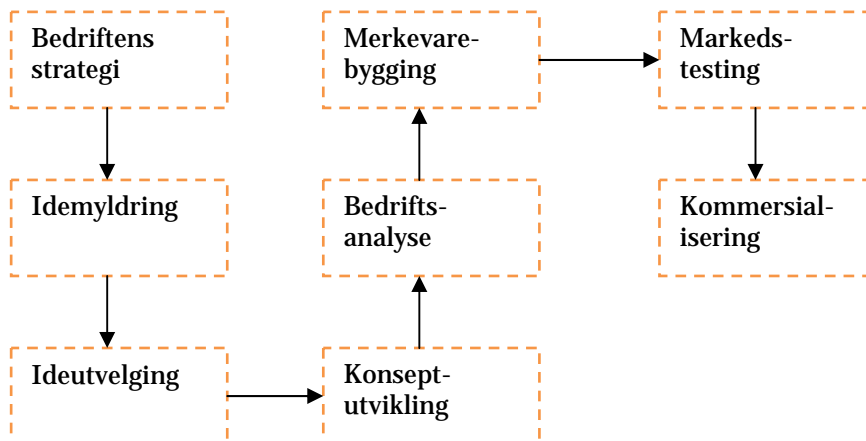 Bedriftens
strategi
Idemyldring
Ideutvelging
Konsept-
utvikling
Bedrifts-
analyse
Merkevare-
bygging
Markeds-
testing
Kommersial-
isering